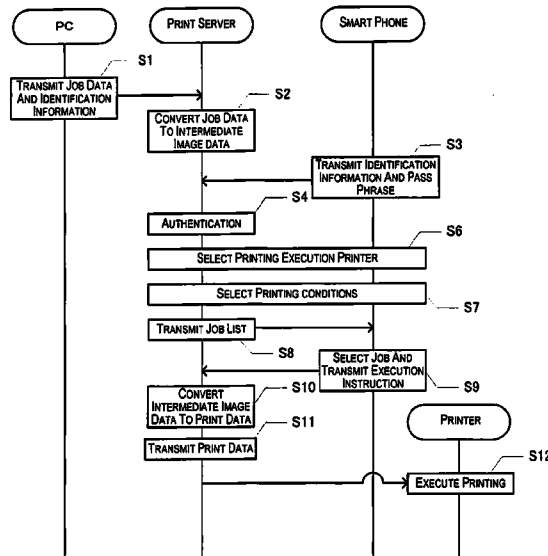 PC
PRINT SERVER
SMART PHONE
S1
TRANSMIT JOB DATA
AND IDENTIFICATION
INFORMATION
S2
CONVERT JOB DATA
TO INTERMEDIATE
IMAGE DATA
S3
TRANSMIT IDENTIFICATION
INFORMATION AND PASS
PHRASE
S4
AUTHENTICATION
S6
SELECT PRINTING EXECUTION PRINTER
SELECT PRINTING CONDITIONS
S7
TRANSMIT JOB LIST
S8
SELECT JOB AND
TRANSMIT EXECUTION
INSTRUCTION
S9
S10
CONVERT
INTERMEDIATE IMAGE
DATA TO PRINT DATA
S11
TRANSMIT PRINT DATA
PRINTER
S12
EXECUTE PRINTING